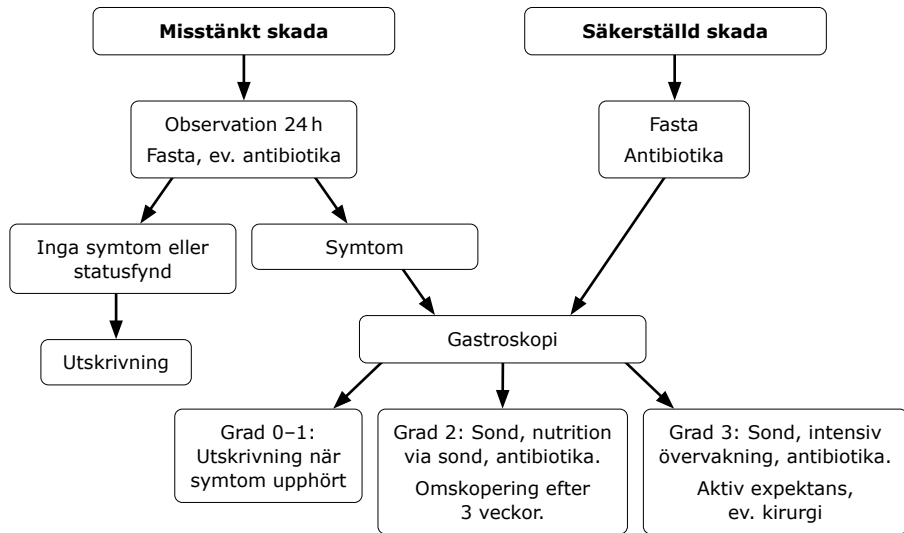 Misstänkt skada
Säkerställd skada
Observation 24 h
Fasta, ev. antibiotika
Fasta
Antibiotika
Inga symtom eller
statusfynd
Symtom
Gastroskopi
Utskrivning
Grad 0–1:
Utskrivning när
symtom upphört
Grad 2: Sond, nutrition
via sond, antibiotika.
Omskopering efter
3 veckor.
Grad 3: Sond, intensiv
övervakning, antibiotika.
Aktiv expektans,
ev. kirurgi